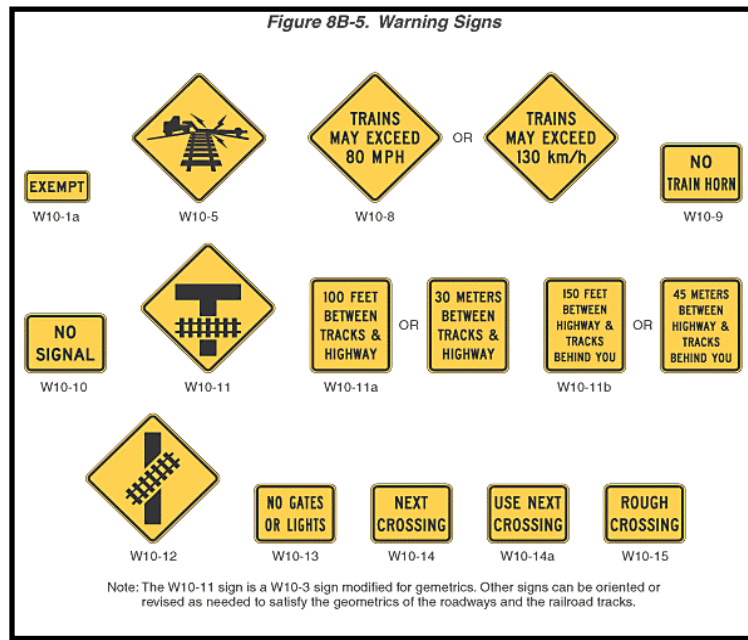 Figure 8B-5. Warning Signs
TRAINS
MAY EXCEED
80 MPH
OR
TRAINS
MAY EXCEED
130 km/h
EXEMPT
NO
TRAIN HORN
W10-1a
W10-5
W10-8
W10-9
NO
SIGNAL
100 FEET
BETWEEN
TRACKS &
HIGHWAY
OR
30 METERS
BETWEEN
TRACKS &
HIGHWAY
150 FEET
BETWEEN
HIGHWAY &
TRACKS
BEHIND YOU
OR
45 METERS
BETWEEN
HIGHWAY &
TRACKS
BEHIND YOU
W10-10
W10-11
W10-11a
W10-11b
NO GATES
OR LIGHTS
NEXT
CROSSING
USE NEXT
CROSSING
ROUGH
CROSSING
W10-12
W10-13
W10-14
W10-14a
W10-15
Note: The W10-11 sign is a W10-3 sign modified for gemetrics. Other signs can be oriented or
revised as needed to satisfy the geometrics of the roadways and the railroad tracks.